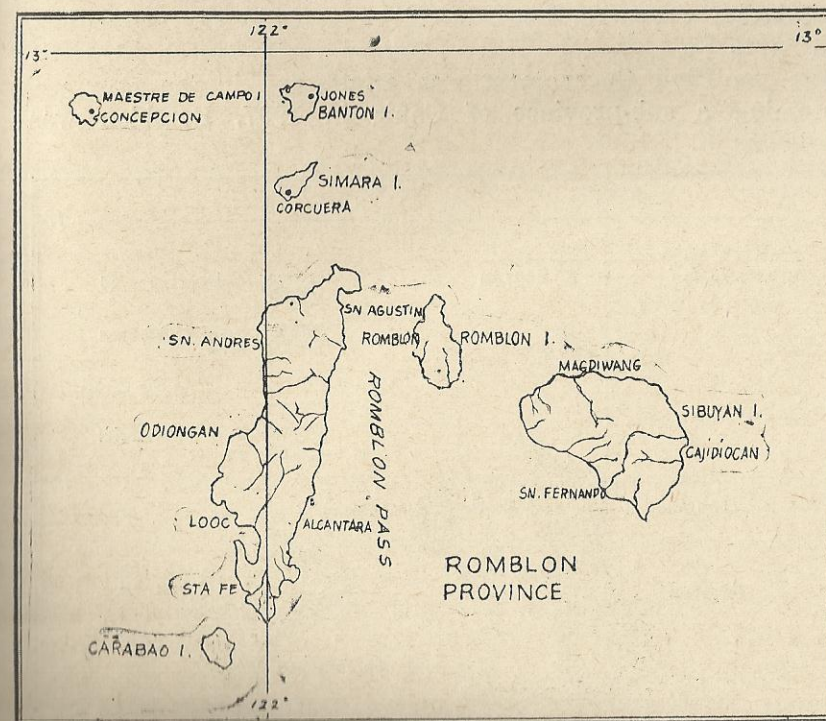 122°
13°
13°
MAESTRE DE CAMPO I
CONCEPCION
JONES
BANTON I.
SIMARA I.
CORCUERA
SN AGUSTIN
SN. ANDRES
ROMBLON
ROMBLON I.
MAGDIWANG
SIBUYAN I.
ODIONGAN
CAJIDIOCAN
SN. FERNANDO
ROMBLON PASS
LOOC
ALCANTARA
ROMBLON
PROVINCE
STA FE
CARABAO I.
122°